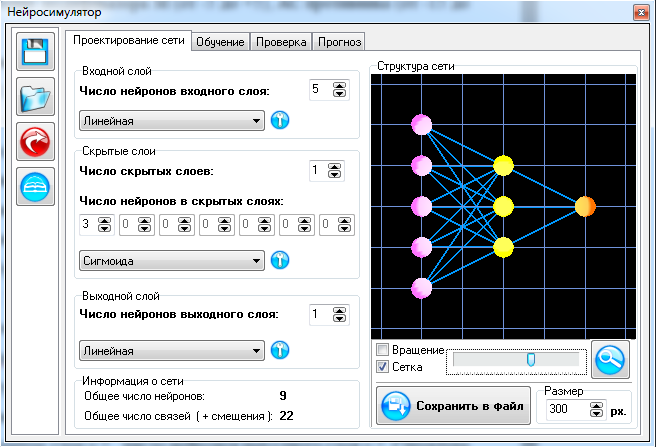 Нейросимулятор
Проектирование сети Обучение Проверка Прогноз
Входной слой
Число нейронов входного слоя: 5
Линейная
Скрытые слои
Число скрытых слоев: 1
Число нейронов в скрытых слоях:
3 0 0 0 0 0 0
Сигмоида
Выходной слой
Число нейронов выходного слоя: 1
Линейная
Информация о сети
Общее число нейронов: 9
Общее число связей ( + смещения ): 22
Структура сети
Вращение
Сетка
Сохранить в файл
Размер
300 px.